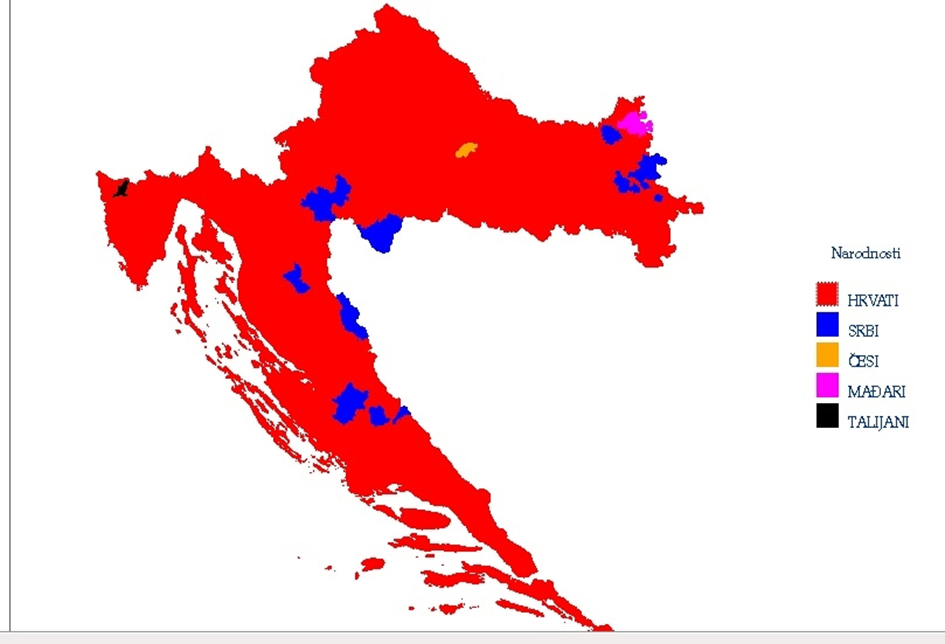 Narodnosti
HRVATI
SRBI
ČESI
MAĐARI
TALIJANI